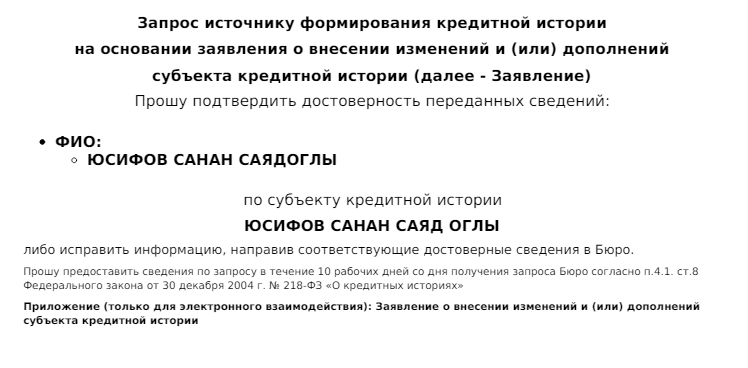 Запрос источнику формирования кредитной истории
на основании заявления о внесении изменений и (или) дополнений
субъекта кредитной истории (далее - Заявление)
Прошу подтвердить достоверность переданных сведений:
• ФИО:
◦ ЮСИФОВ САНАН САЯДОГЛЫ
по субъекту кредитной истории
ЮСИФОВ САНАН САЯД ОГЛЫ
либо исправить информацию, направив соответствующие достоверные сведения в Бюро.
Прошу предоставить сведения по запросу в течение 10 рабочих дней со дня получения запроса Бюро согласно п.4.1. ст.8
Федерального закона от 30 декабря 2004 г. № 218-ФЗ «О кредитных историях»
Приложение (только для электронного взаимодействия): Заявление о внесении изменений и (или) дополнений
субъекта кредитной истории